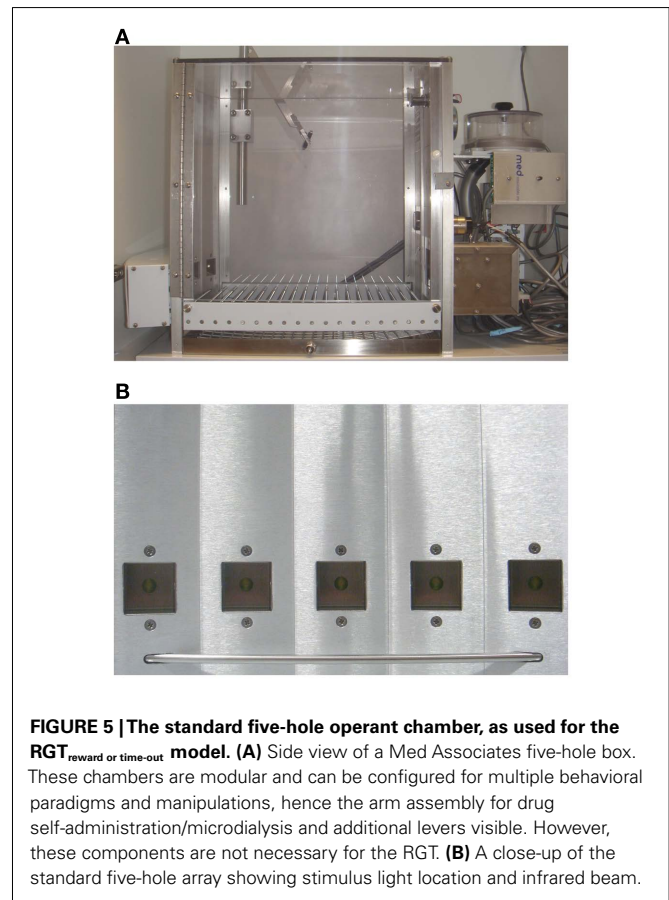 A
med
B
FIGURE 5 | The standard five-hole operant chamber, as used for the
RGTreward or time-out model. (A) Side view of a Med Associates five-hole box.
These chambers are modular and can be configured for multiple behavioral
paradigms and manipulations, hence the arm assembly for drug
self-administration/microdialysis and additional levers visible. However,
these components are not necessary for the RGT. (B) A close-up of the
standard five-hole array showing stimulus light location and infrared beam.